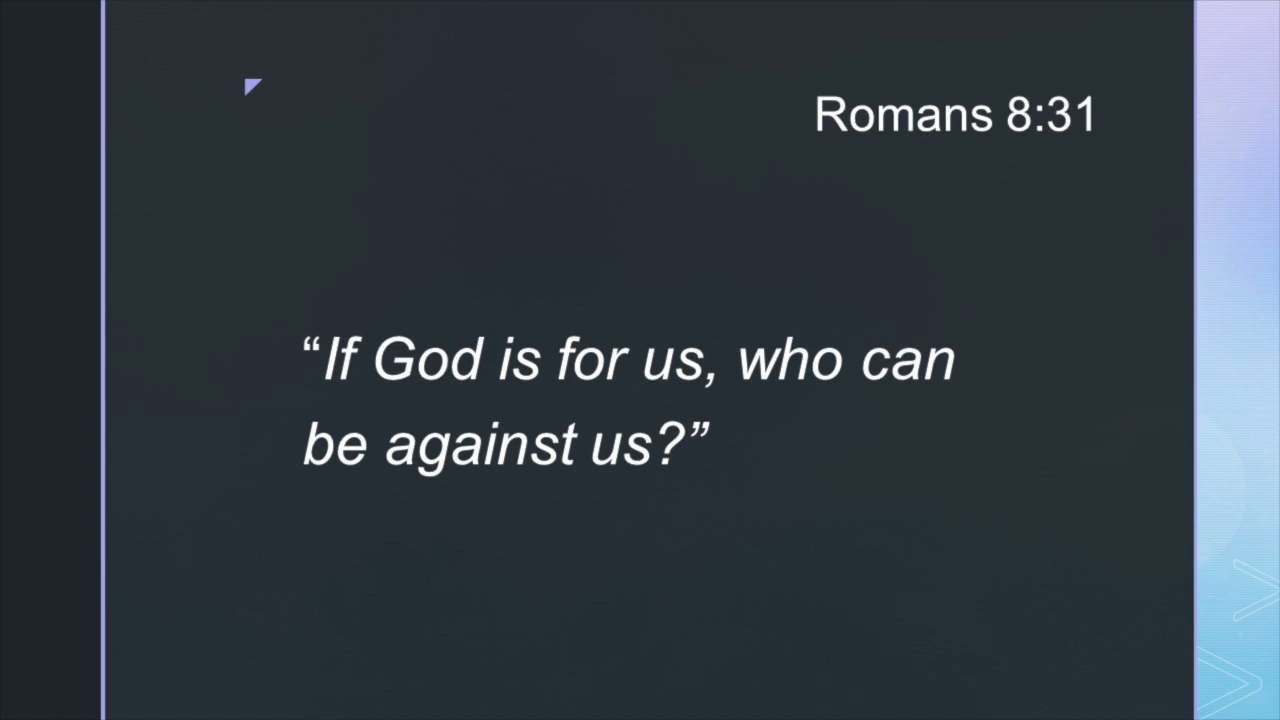 Romans 8:31
“If God is for us, who can
be against us?”